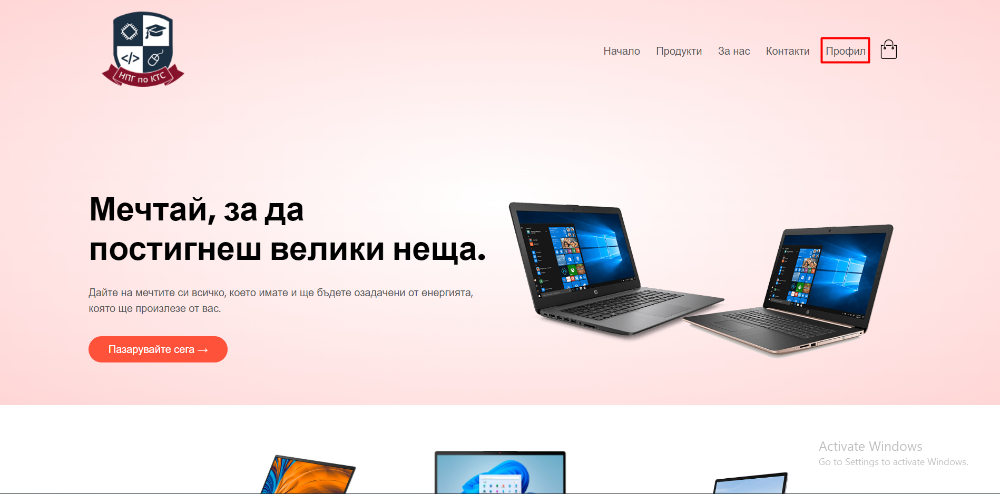 </>
НПГ по КТС
Начало Продукти За нас Контакти Профил
Мечтай, за да
постигнеш велики неща.
Дайте на мечтите си всичко, което имате и ще бъдете озадачени от енергията,
която ще произлезе от вас.
Пазарувайте сега →
Activate Windows
Go to Settings to activate Windows.